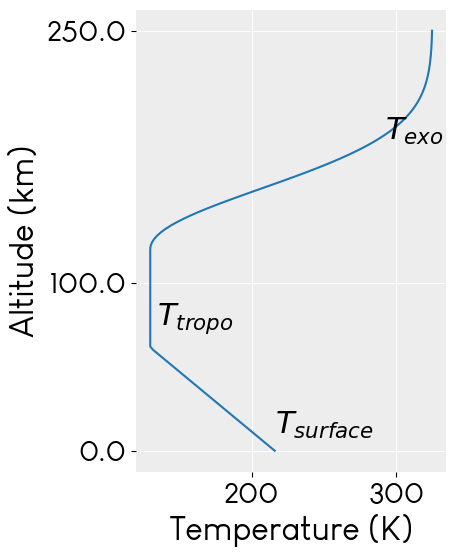 250.0
T_exo
Altitude (km)
100.0
T_tropo
T_surface
0.0
200 300
Temperature (K)